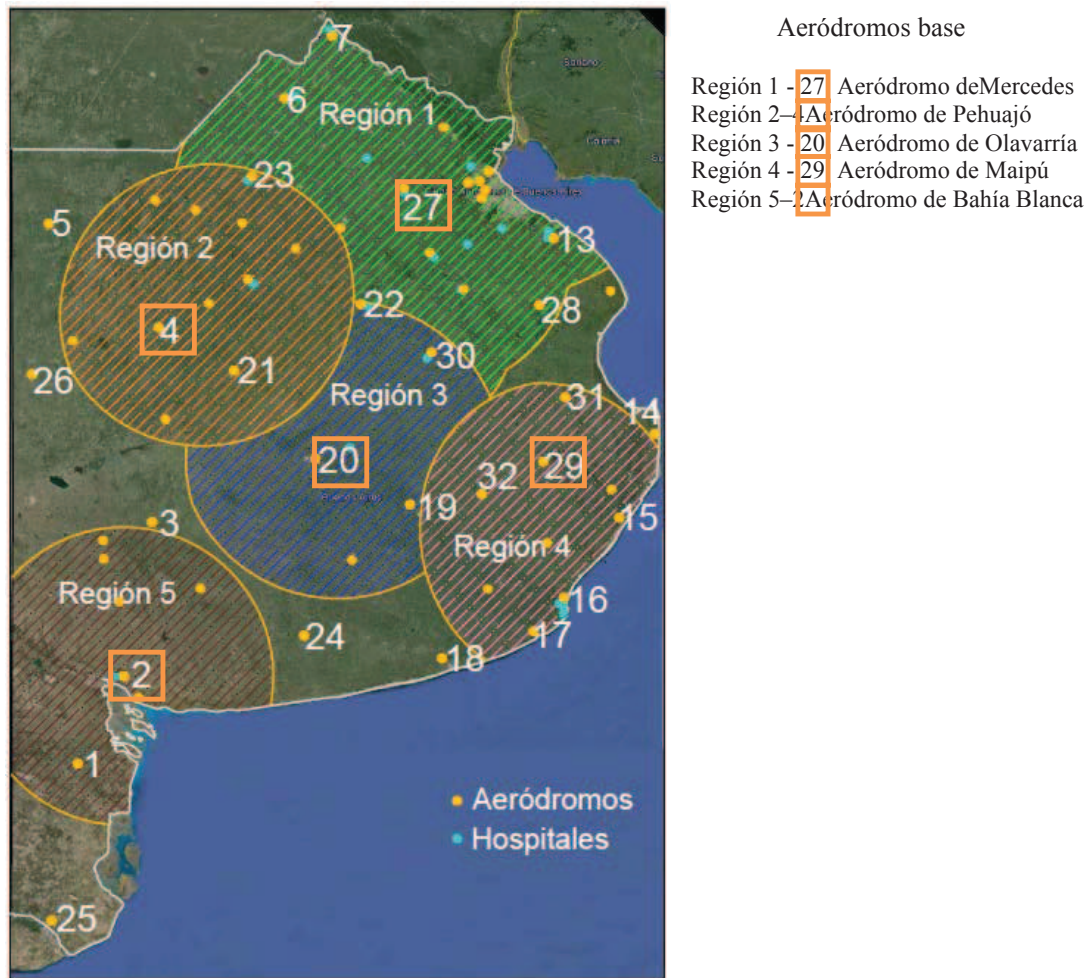 Aeródromos base
Región 1 - 27 Aeródromo deMercedes
Región 2–4Aeródromo de Pehuajó
Región 3 - 20 Aeródromo de Olavarría
Región 4 - 29 Aeródromo de Maipú
Región 5–2Aeródromo de Bahía Blanca
7
6
Región 1
23
27
5
Región 2
13
22
28
4
30
21
26
Región 3
31
14
20
29
32
19
15
3
Región 4
Región 5
16
24
17
18
2
1
Aeródromos
Hospitales
25